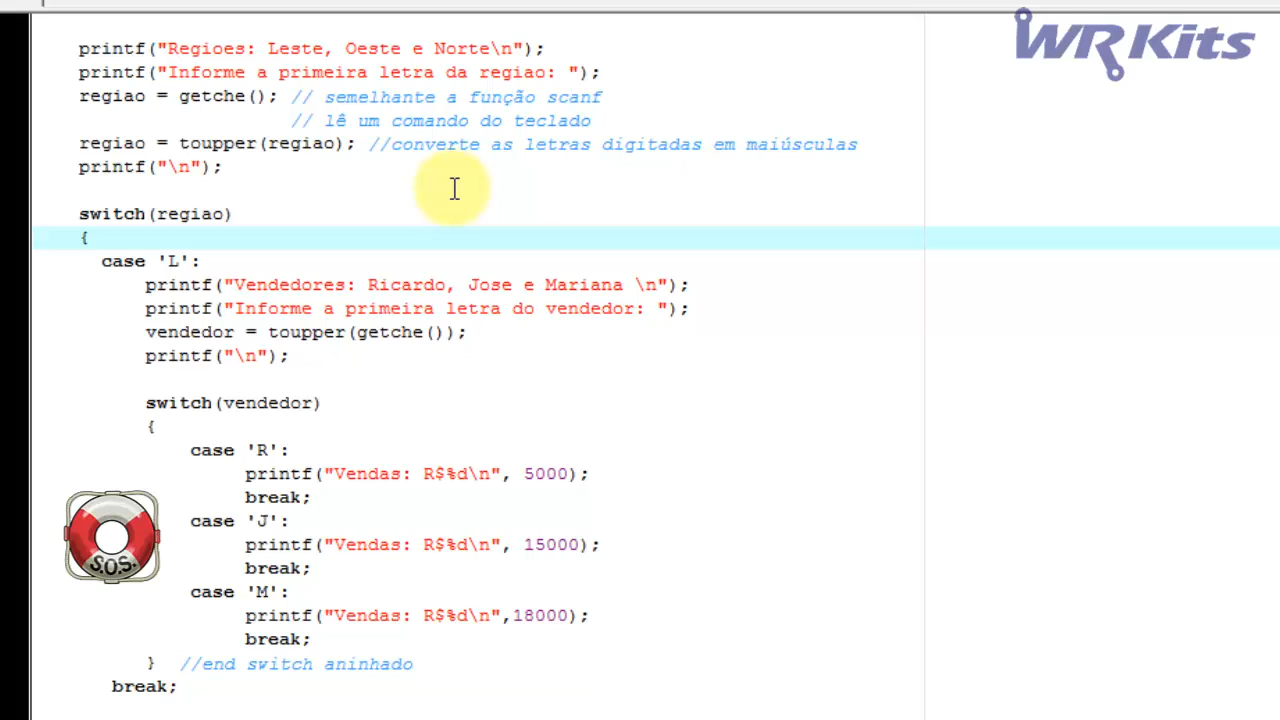 WR Kits
printf("Regioes: Leste, Oeste e Norte\n");
printf("Informe a primeira letra da regiao: ");
regiao = getche(); // semelhante a função scanf
// lê um comando do teclado
regiao = toupper(regiao); //converte as letras digitadas em maiúsculas
printf("\n");
switch(regiao)
{
case 'L':
printf("Vendedores: Ricardo, Jose e Mariana \n");
printf("Informe a primeira letra do vendedor: ");
vendedor = toupper(getche());
printf("\n");
switch(vendedor)
{
case 'R':
printf("Vendas: R$%d\n", 5000);
break;
case 'J':
printf("Vendas: R$%d\n", 15000);
break;
case 'M':
printf("Vendas: R$%d\n",18000);
break;
} //end switch aninhado
break;
S.O.S.